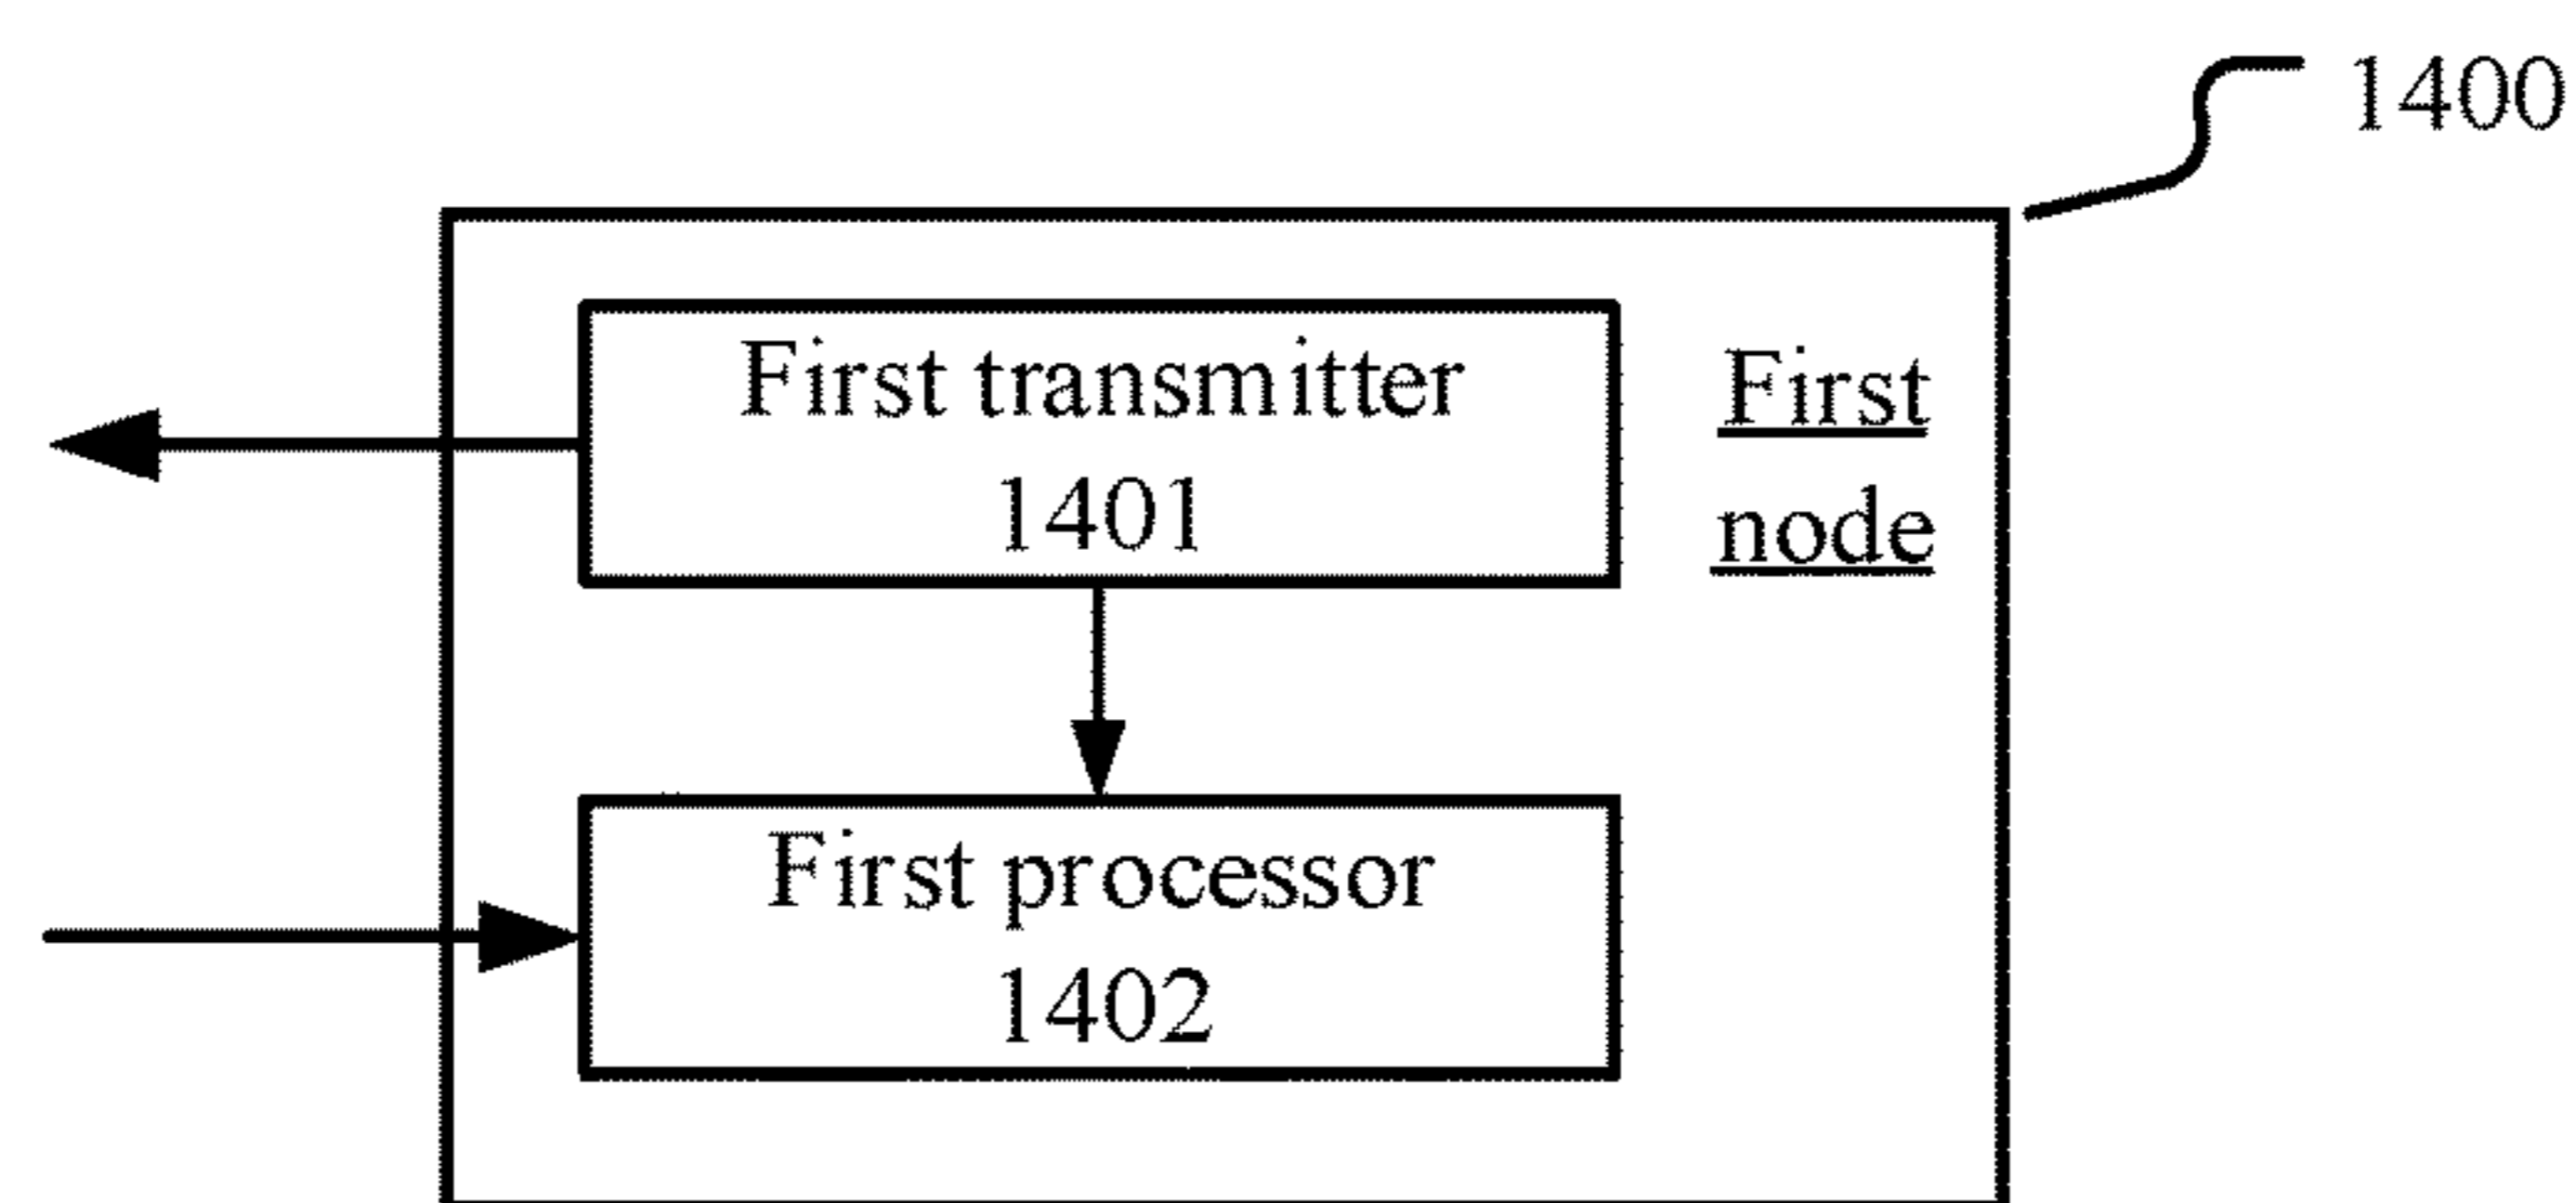 1400
First transmitter
1401
First
node
First processor
1402